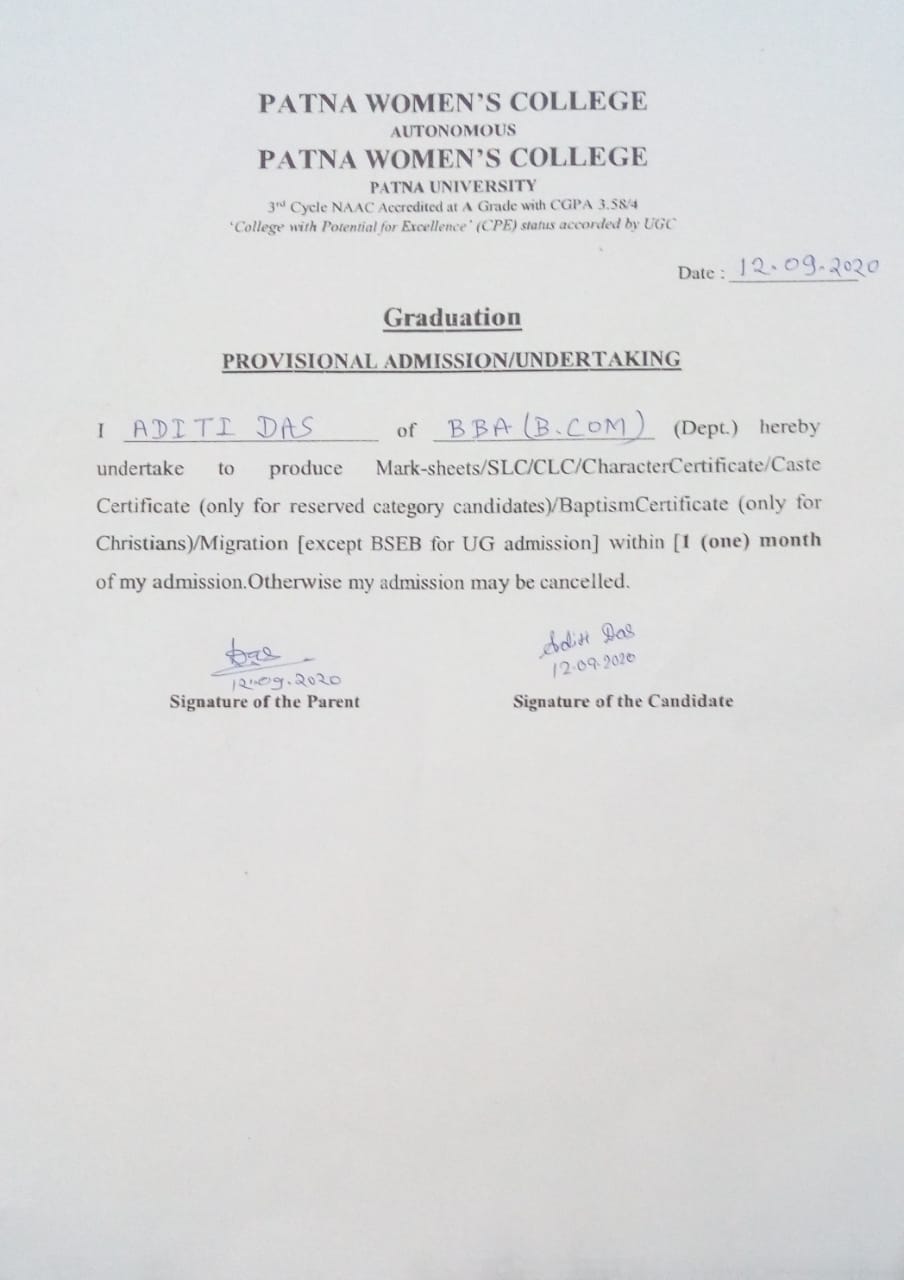 PATNA WOMEN'S COLLEGE
AUTONOMOUS
PATNA WOMEN'S COLLEGE
PATNA UNIVERSITY
3rd Cycle NAAC Accredited at A Grade with CGPA 3.58/4
'College with Potential for Excellence' (CPE) status accorded by UGC
Date : 12.09.2020
Graduation
PROVISIONAL ADMISSION/UNDERTAKING
I ADITI DAS of BBA (B.COM) (Dept.) hereby
undertake to produce Mark-sheets/SLC/CLC/CharacterCertificate/Caste
Certificate (only for reserved category candidates)/BaptismCertificate (only for
Christians)/Migration [except BSEB for UG admission] within [1 (one) month
of my admission.Otherwise my admission may be cancelled.
Das
12.09.2020
Signature of the Parent
Aditi Das
12.09.2020
Signature of the Candidate